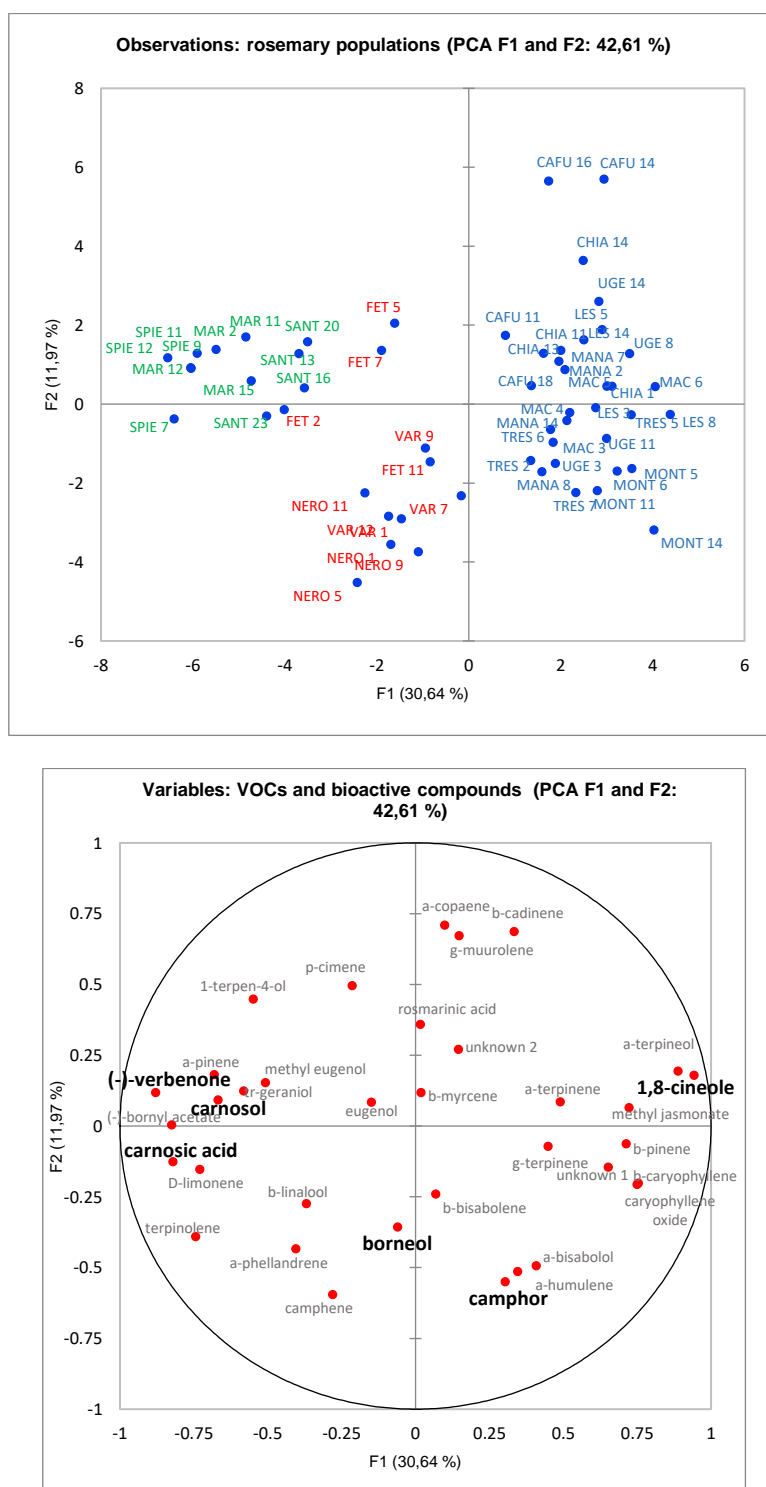 Observations: rosemary populations (PCA F1 and F2: 42,61 %)
8
CAFU 16
CAFU 14
6
CHIA 14
4
UGE 14
LES 5
FET 5
MAR 11
SPIE 11
MAR 2
SANT 20
CAFU 11
CHIA 11
LES 14
2
UGE 8
SPIE 12
SPIE 9
SANT 13
FET 7
CHIA 13
MANA 7
MAR 12
MAR 15
SANT 16
MANA 2
CAFU 18
MAC 5
MAC 6
CHIA 1
0
SPIE 7
SANT 23
FET 2
MAC 4
MANA 14
LES 3
TRES 5
LES 8
TRES 6
VAR 9
MAC 3
UGE 11
FET 11
TRES 2
UGE 3
MONT 5
-2
MANA 8
MONT 6
NERO 11
VAR 7
TRES 7
MONT 11
VAR 12
VAR 1
MONT 14
-4
NERO 1
NERO 9
NERO 5
-6
-8
-6
-4
-2
0
2
4
6
F1 (30,64 %)
F2 (11,97 %)
Variables: VOCs and bioactive compounds (PCA F1 and F2:
42,61 %)
1
a-copaene
b-cadinene
0.75
g-muurolene
p-cimene
0.5
1-terpen-4-ol
rosmarinic acid
a-terpineol
unknown 2
0.25
a-pinene
methyl eugenol
(-)-verbenone
tr-geraniol
b-myrcene
a-terpinene
1,8-cineole
carnosol
eugenol
methyl jasmonate
(-)-bornyl acetate
0
carnosic acid
b-pinene
g-terpinene
D-limonene
unknown 1
b-caryophyllene
b-linalool
b-bisabolene
caryophyllene
oxide
-0.25
terpinolene
borneol
a-phellandrene
a-bisabolol
-0.5
camphene
camphor
a-humulene
-0.75
-1
-1
-0.75
-0.5
-0.25
0
0.25
0.5
0.75
1
F1 (30,64 %)
F2 (11,97 %)